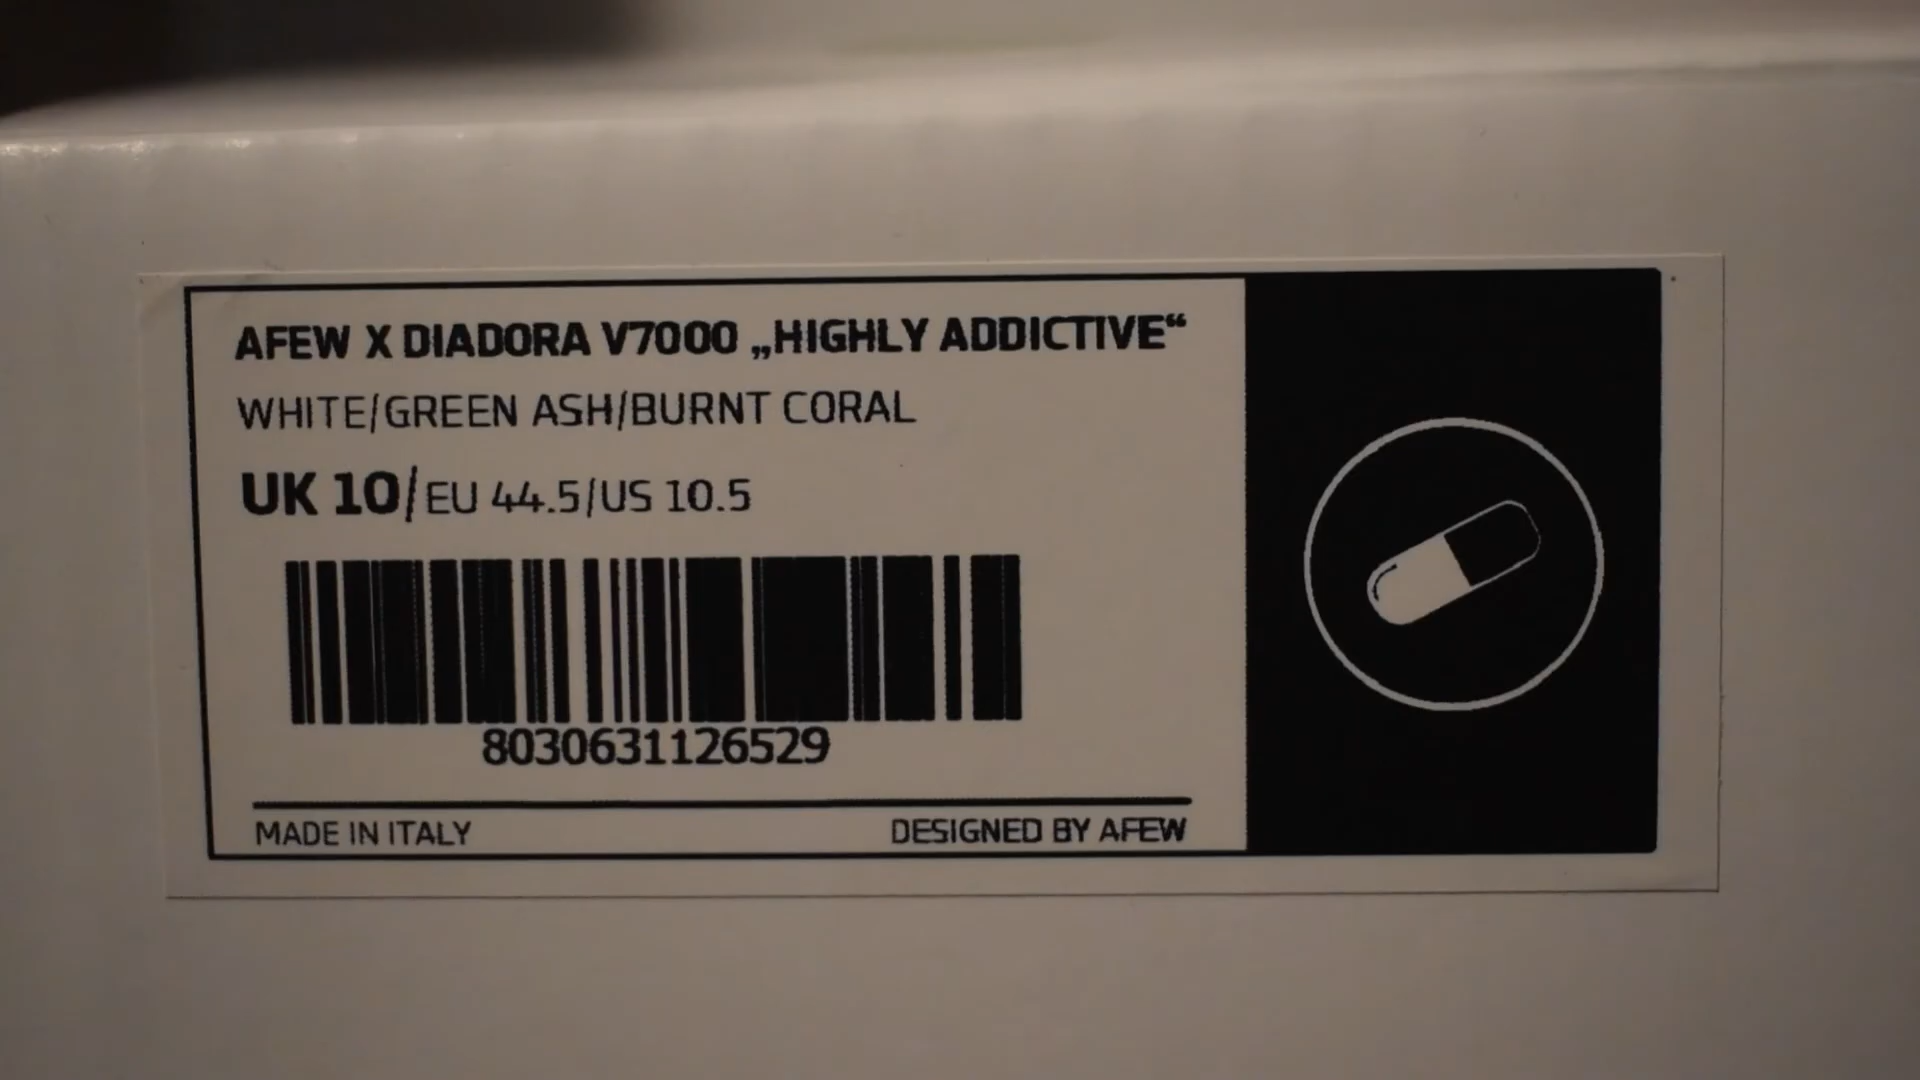 AFEW X DIADORA V7000 „HIGHLY ADDICTIVE“
WHITE/GREEN ASH/BURNT CORAL
UK 10/EU 44.5/US 10.5
8030631126529
MADE IN ITALY
DESIGNED BY AFEW